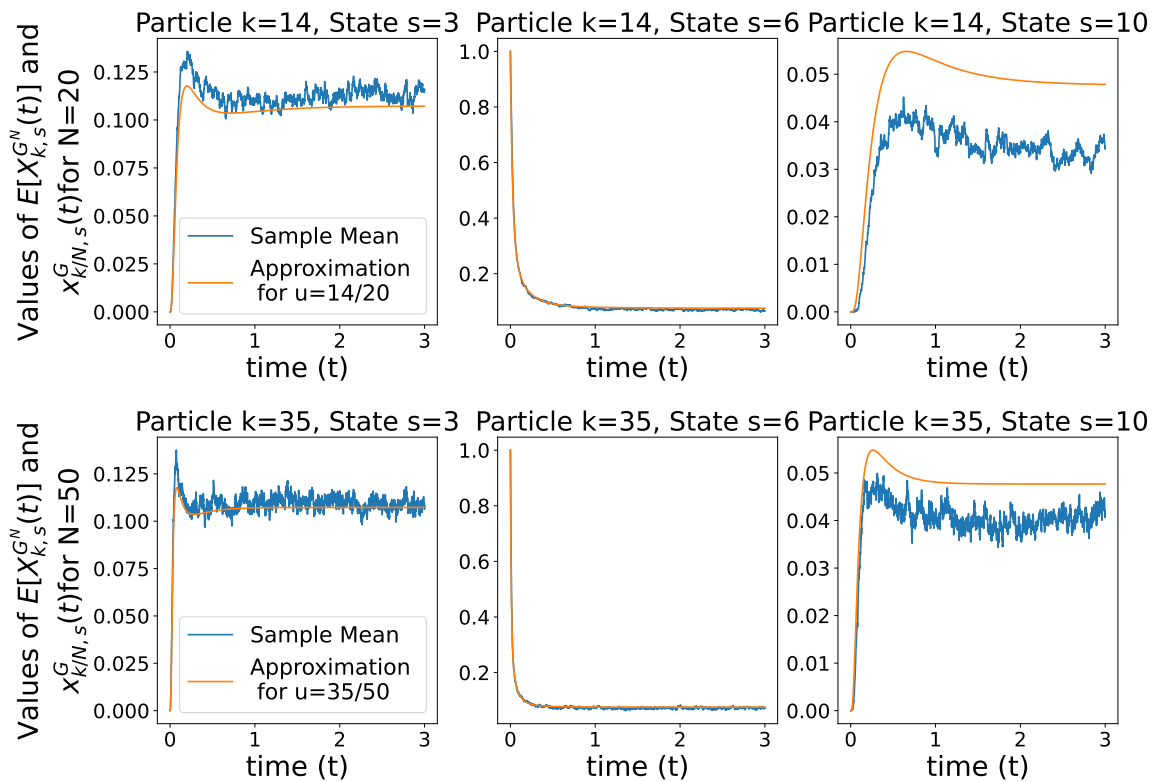 Particle k=14, State s=3
Particle k=14, State s=6
Particle k=14, State s=10
Values of E[X^{G^N}_{k,s}(t)] and
x^G_{k/N,s}(t)for N=20
0.125
0.100
0.075
0.050
0.025
0.000
Sample Mean
Approximation
for u=14/20
0 1 2 3
time (t)
1.0
0.8
0.6
0.4
0.2
0 1 2 3
time (t)
0.05
0.04
0.03
0.02
0.01
0.00
0 1 2 3
time (t)
Particle k=35, State s=3
Particle k=35, State s=6
Particle k=35, State s=10
Values of E[X^{G^N}_{k,s}(t)] and
x^G_{k/N,s}(t)for N=50
0.125
0.100
0.075
0.050
0.025
0.000
Sample Mean
Approximation
for u=35/50
0 1 2 3
time (t)
1.0
0.8
0.6
0.4
0.2
0 1 2 3
time (t)
0.05
0.04
0.03
0.02
0.01
0.00
0 1 2 3
time (t)